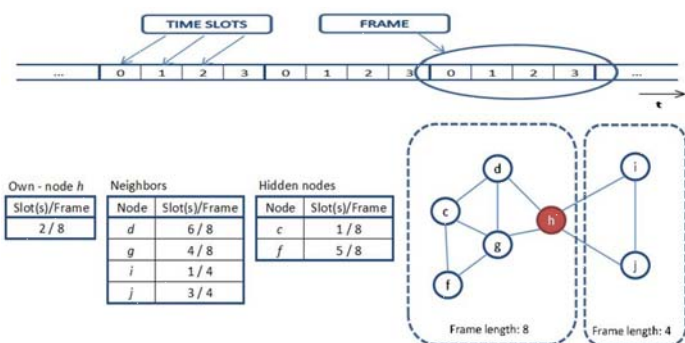 TIME SLOTS
FRAME
... 0 1 2 3 0 1 2 3 0 1 2 3 ...
t
Own - node h
Slot(s)/Frame
2 / 8
Neighbors
Node Slot(s)/Frame
d 6 / 8
g 4 / 8
i 1 / 4
j 3 / 4
Hidden nodes
Node Slot(s)/Frame
c 1 / 8
f 5 / 8
d
i
c
h
g
j
f
Frame length: 8
Frame length: 4